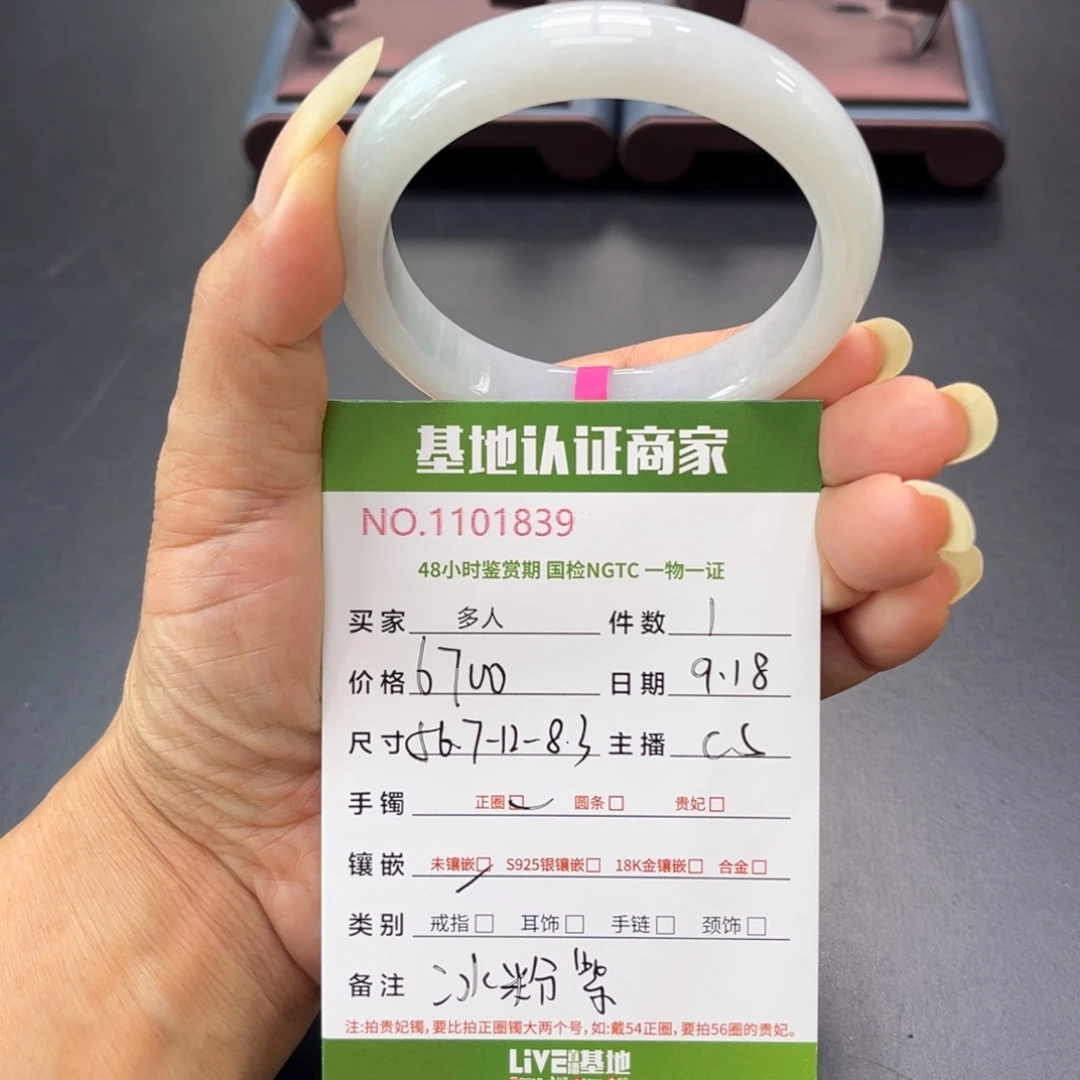 基地认证商家
NO.1101839
48小时鉴赏期 国检NGTC 一物一证
买家 多人 件数 1
价格 6700 日期 9.18
尺寸 56.7-12-8.3 主播
手镯 正圈 圆条 贵妃
镶嵌 未镶嵌 S925银镶嵌 18K金镶嵌 合金
类别 戒指 耳饰 手链 颈饰
备注 冰粉紫
注:拍贵妃镯,要比拍正圈镯大两个号,如:戴54正圈,要拍56圈的贵妃。
LiVE直播基地